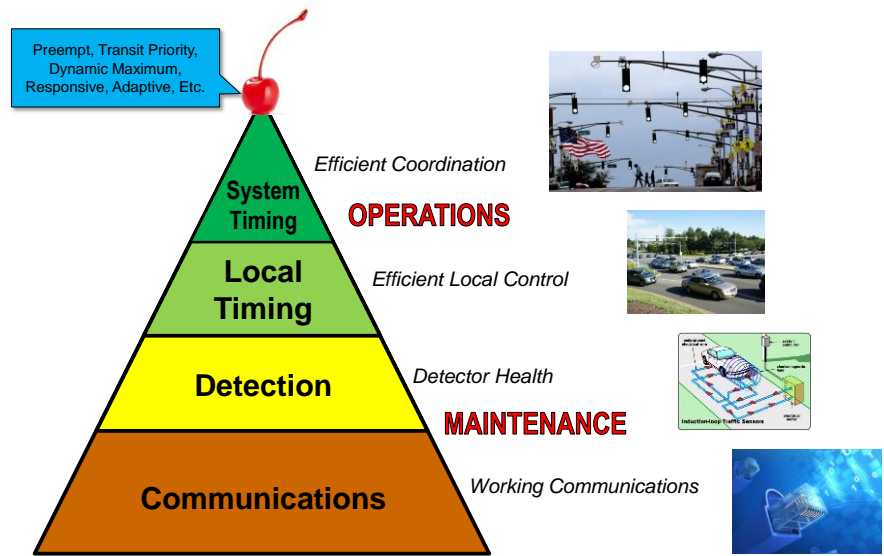 Preempt, Transit Priority,
Dynamic Maximum,
Responsive, Adaptive, Etc.
Efficient Coordination
System
Timing
OPERATIONS
Local
Timing
Efficient Local Control
Detection
Detector Health
MAINTENANCE
Induction-loop Traffic Sensors
Communications
Working Communications